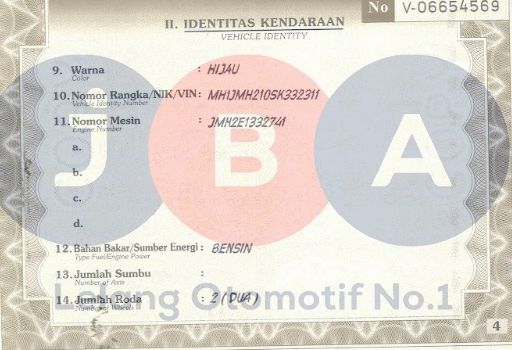 No V-06654569
II. IDENTITAS KENDARAAN
VEHICLE IDENTITY
9. Warna : HIJAU
Color
10. Nomor Rangka/NIK/VIN: MH1JMH210SK332311
Vehicle Identity Number
11. Nomor Mesin : JMH2E1332741
Engine Number
a.
b.
c.
d.
12. Bahan Bakar/Sumber Energi : BENSIN
Type Fuel/Engine Power
13. Jumlah Sumbu :
Number of Axis
14. Jumlah Roda : 2 (DUA)
Number of Wheels
J B A
Lelang Otomotif No.1
4